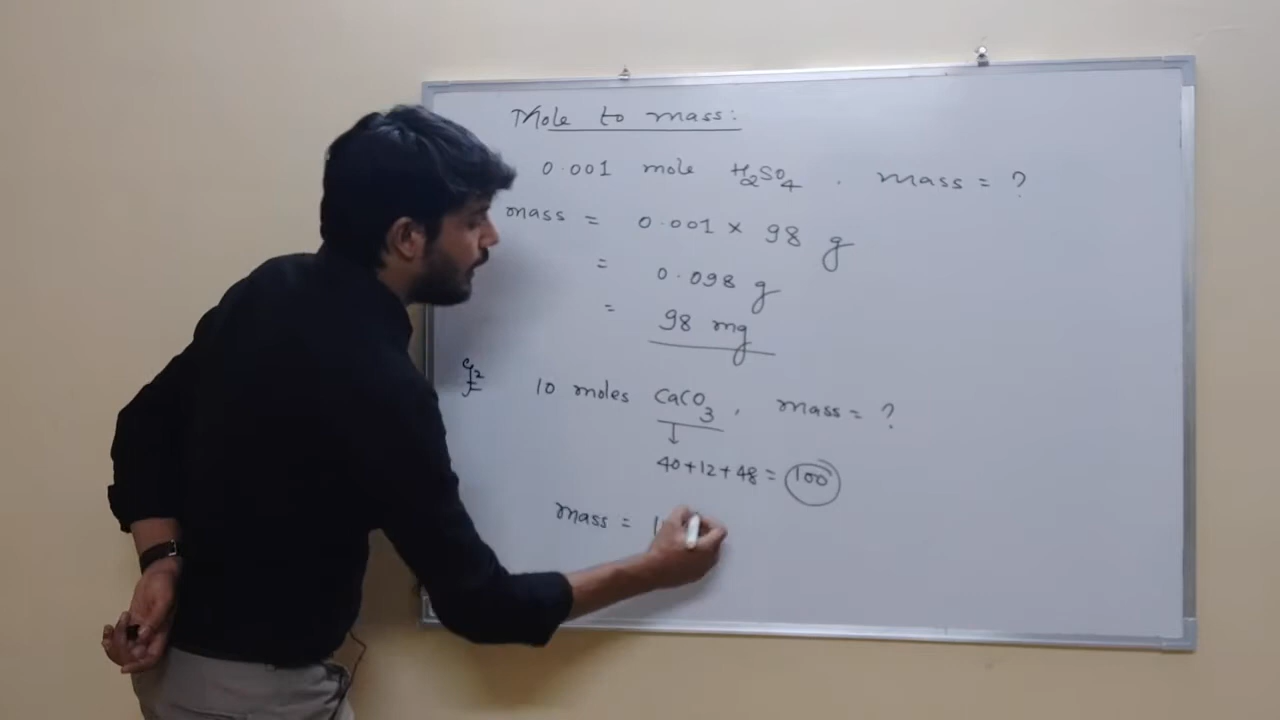 Mole to mass:
0.001 mole H₂SO₄. mass = ?
mass = 0.001 × 98 g
= 0.098 g
= 98 mg
10 moles CaCO₃, mass = ?
↓
40+12+48 = 100
mass = 1